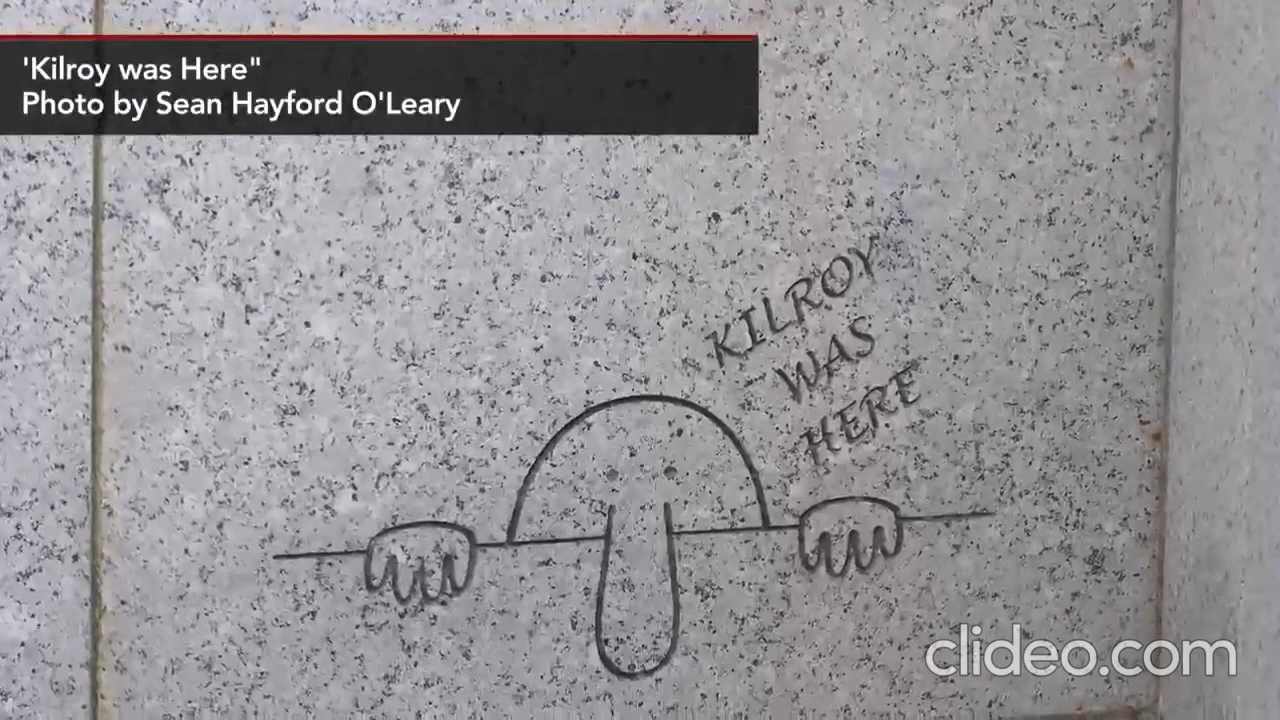 'Kilroy was Here"
Photo by Sean Hayford O'Leary
KILROY
WAS
HERE
clideo.com